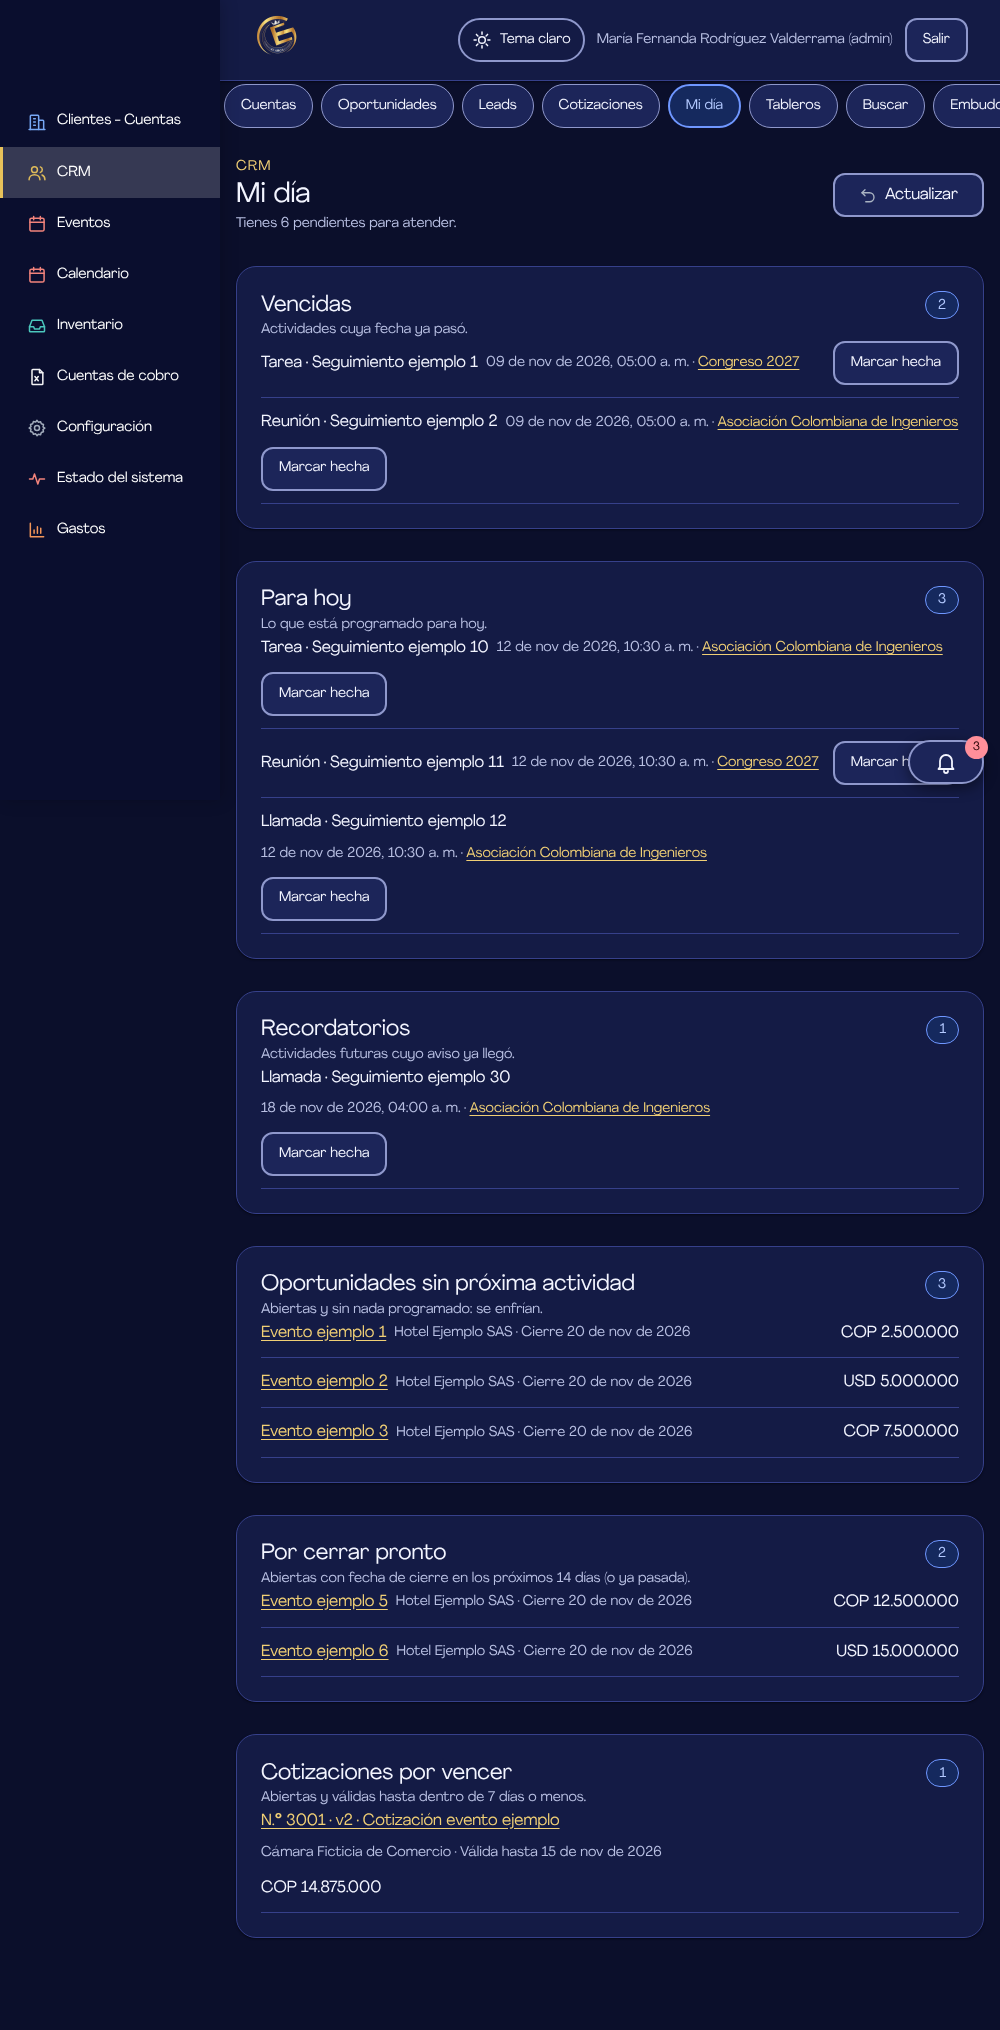 Tema claro
María Fernanda Rodríguez Valderrama (admin)
Salir
Clientes - Cuentas
CRM
Eventos
Calendario
Inventario
Cuentas de cobro
Configuración
Estado del sistema
Gastos
Cuentas
Oportunidades
Leads
Cotizaciones
Mi día
Tableros
Buscar
Embudo
CRM
Mi día
Tienes 6 pendientes para atender.
Actualizar
Vencidas
2
Actividades cuya fecha ya pasó.
Tarea · Seguimiento ejemplo 1 09 de nov de 2026, 05:00 a. m. · Congreso 2027
Marcar hecha
Reunión · Seguimiento ejemplo 2 09 de nov de 2026, 05:00 a. m. · Asociación Colombiana de Ingenieros
Marcar hecha
Para hoy
3
Lo que está programado para hoy.
Tarea · Seguimiento ejemplo 10 12 de nov de 2026, 10:30 a. m. · Asociación Colombiana de Ingenieros
Marcar hecha
Reunión · Seguimiento ejemplo 11 12 de nov de 2026, 10:30 a. m. · Congreso 2027
Marcar h
3
Llamada · Seguimiento ejemplo 12
12 de nov de 2026, 10:30 a. m. · Asociación Colombiana de Ingenieros
Marcar hecha
Recordatorios
1
Actividades futuras cuyo aviso ya llegó.
Llamada · Seguimiento ejemplo 30
18 de nov de 2026, 04:00 a. m. · Asociación Colombiana de Ingenieros
Marcar hecha
Oportunidades sin próxima actividad
3
Abiertas y sin nada programado: se enfrían.
Evento ejemplo 1 Hotel Ejemplo SAS · Cierre 20 de nov de 2026 COP 2.500.000
Evento ejemplo 2 Hotel Ejemplo SAS · Cierre 20 de nov de 2026 USD 5.000.000
Evento ejemplo 3 Hotel Ejemplo SAS · Cierre 20 de nov de 2026 COP 7.500.000
Por cerrar pronto
2
Abiertas con fecha de cierre en los próximos 14 días (o ya pasada).
Evento ejemplo 5 Hotel Ejemplo SAS · Cierre 20 de nov de 2026 COP 12.500.000
Evento ejemplo 6 Hotel Ejemplo SAS · Cierre 20 de nov de 2026 USD 15.000.000
Cotizaciones por vencer
1
Abiertas y válidas hasta dentro de 7 días o menos.
N.º 3001 · v2 · Cotización evento ejemplo
Cámara Ficticia de Comercio · Válida hasta 15 de nov de 2026
COP 14.875.000